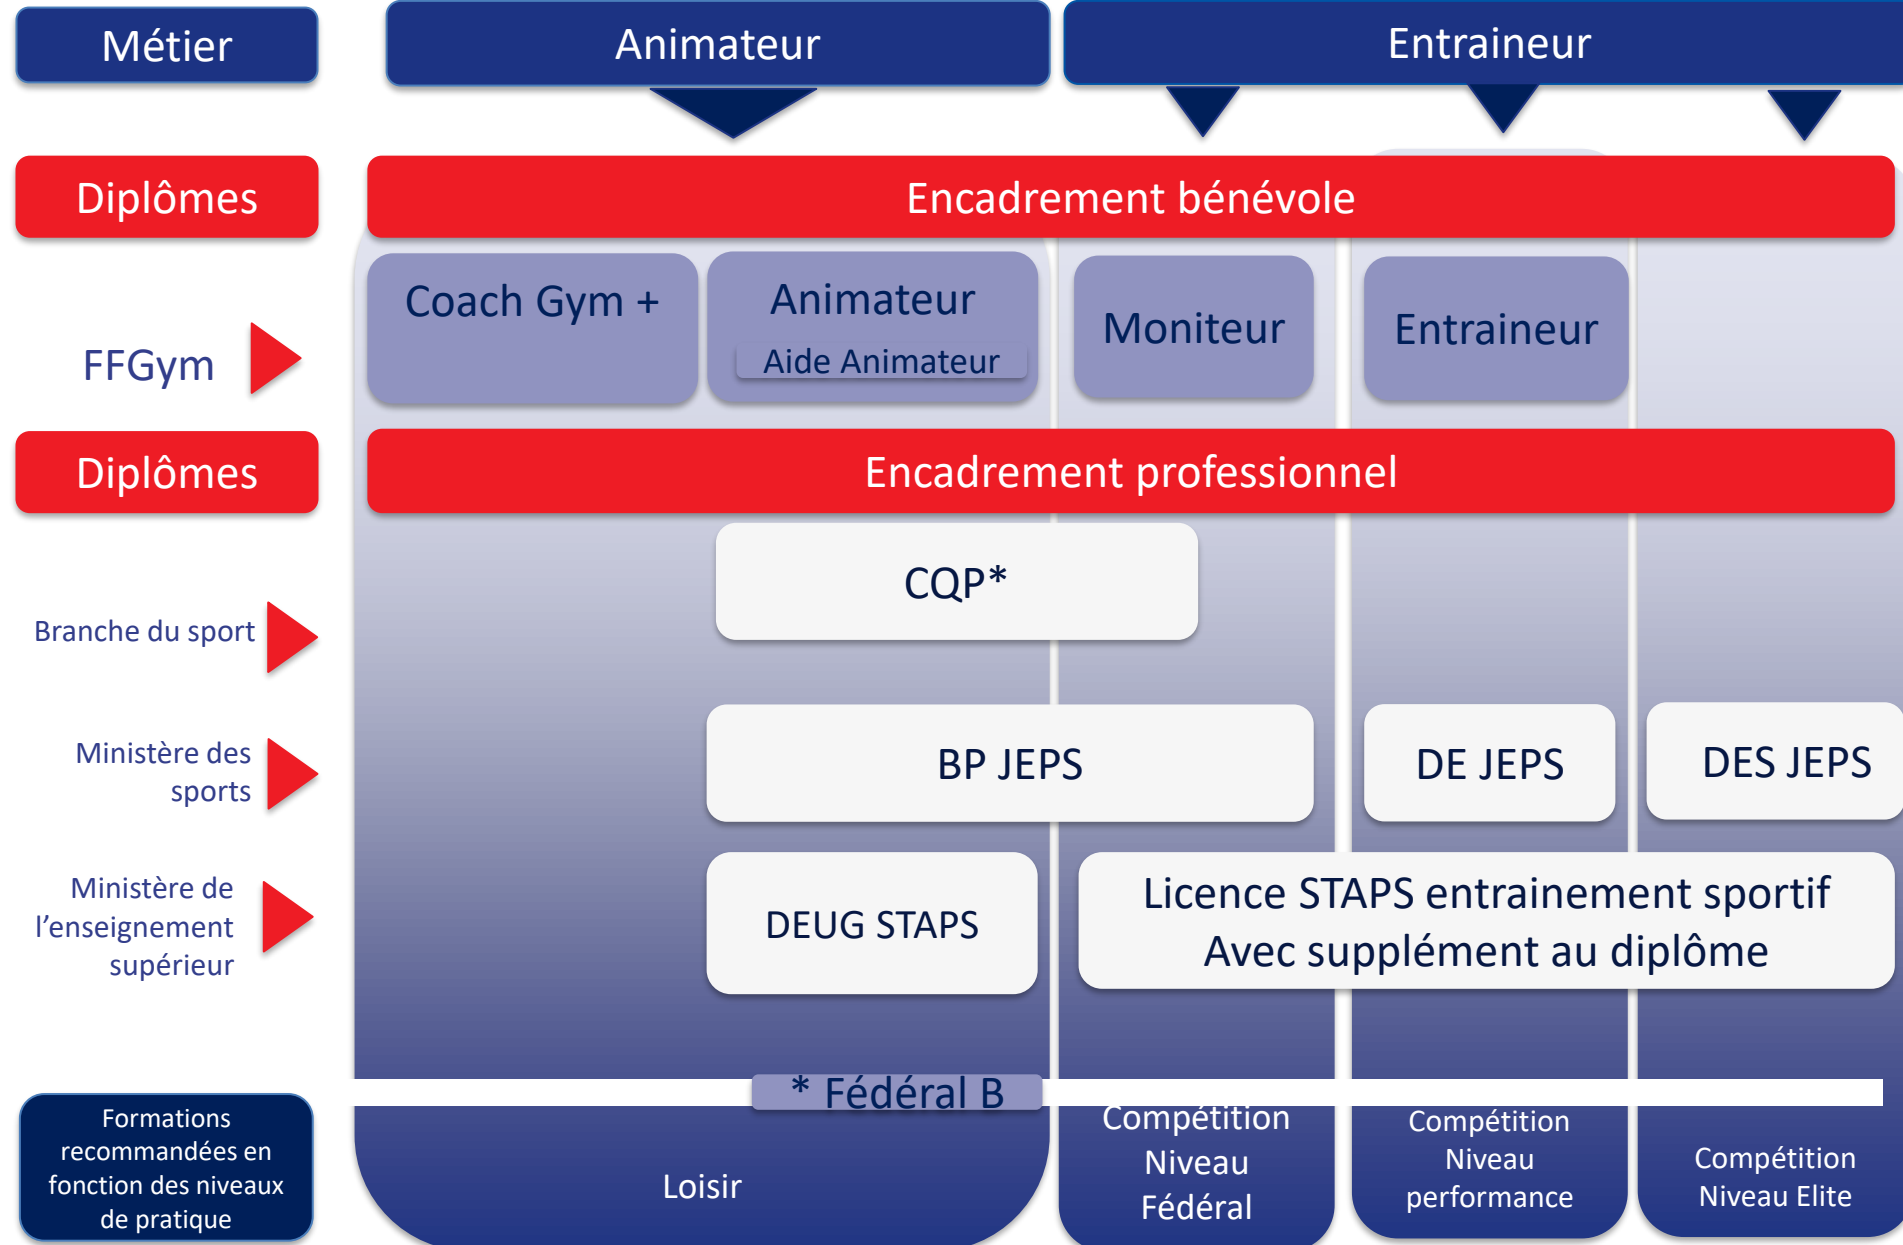 Métier
Animateur
Entraineur
Diplômes
Encadrement bénévole
FFGym
Coach Gym +
Animateur
Aide Animateur
Moniteur
Entraineur
Diplômes
Encadrement professionnel
Branche du sport
CQP*
Ministère des
sports
BP JEPS
DE JEPS
DES JEPS
Ministère de
l’enseignement
supérieur
DEUG STAPS
Licence STAPS entrainement sportif
Avec supplément au diplôme
* Fédéral B
Formations
recommandées en
fonction des niveaux
de pratique
Loisir
Compétition
Niveau
Fédéral
Compétition
Niveau
performance
Compétition
Niveau Elite